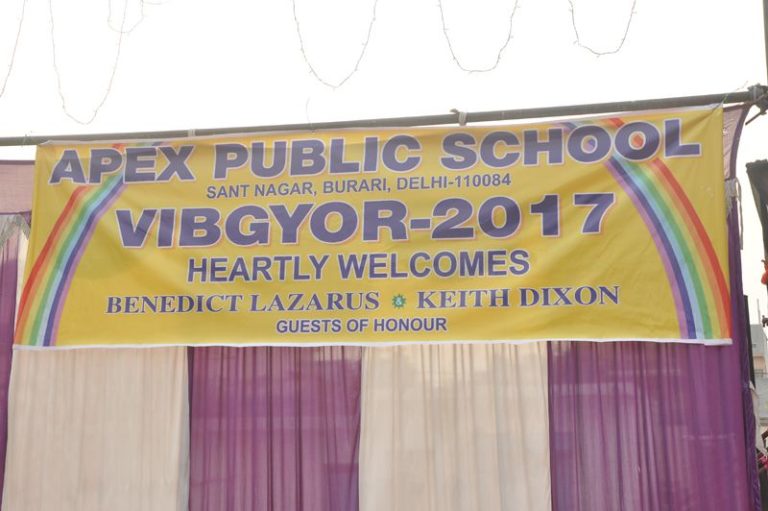 APEX PUBLIC SCHOOL
SANT NAGAR, BURARI, DELHI-110084
VIBGYOR-2017
HEARTLY WELCOMES
BENEDICT LAZARUS & KEITH DIXON
GUESTS OF HONOUR